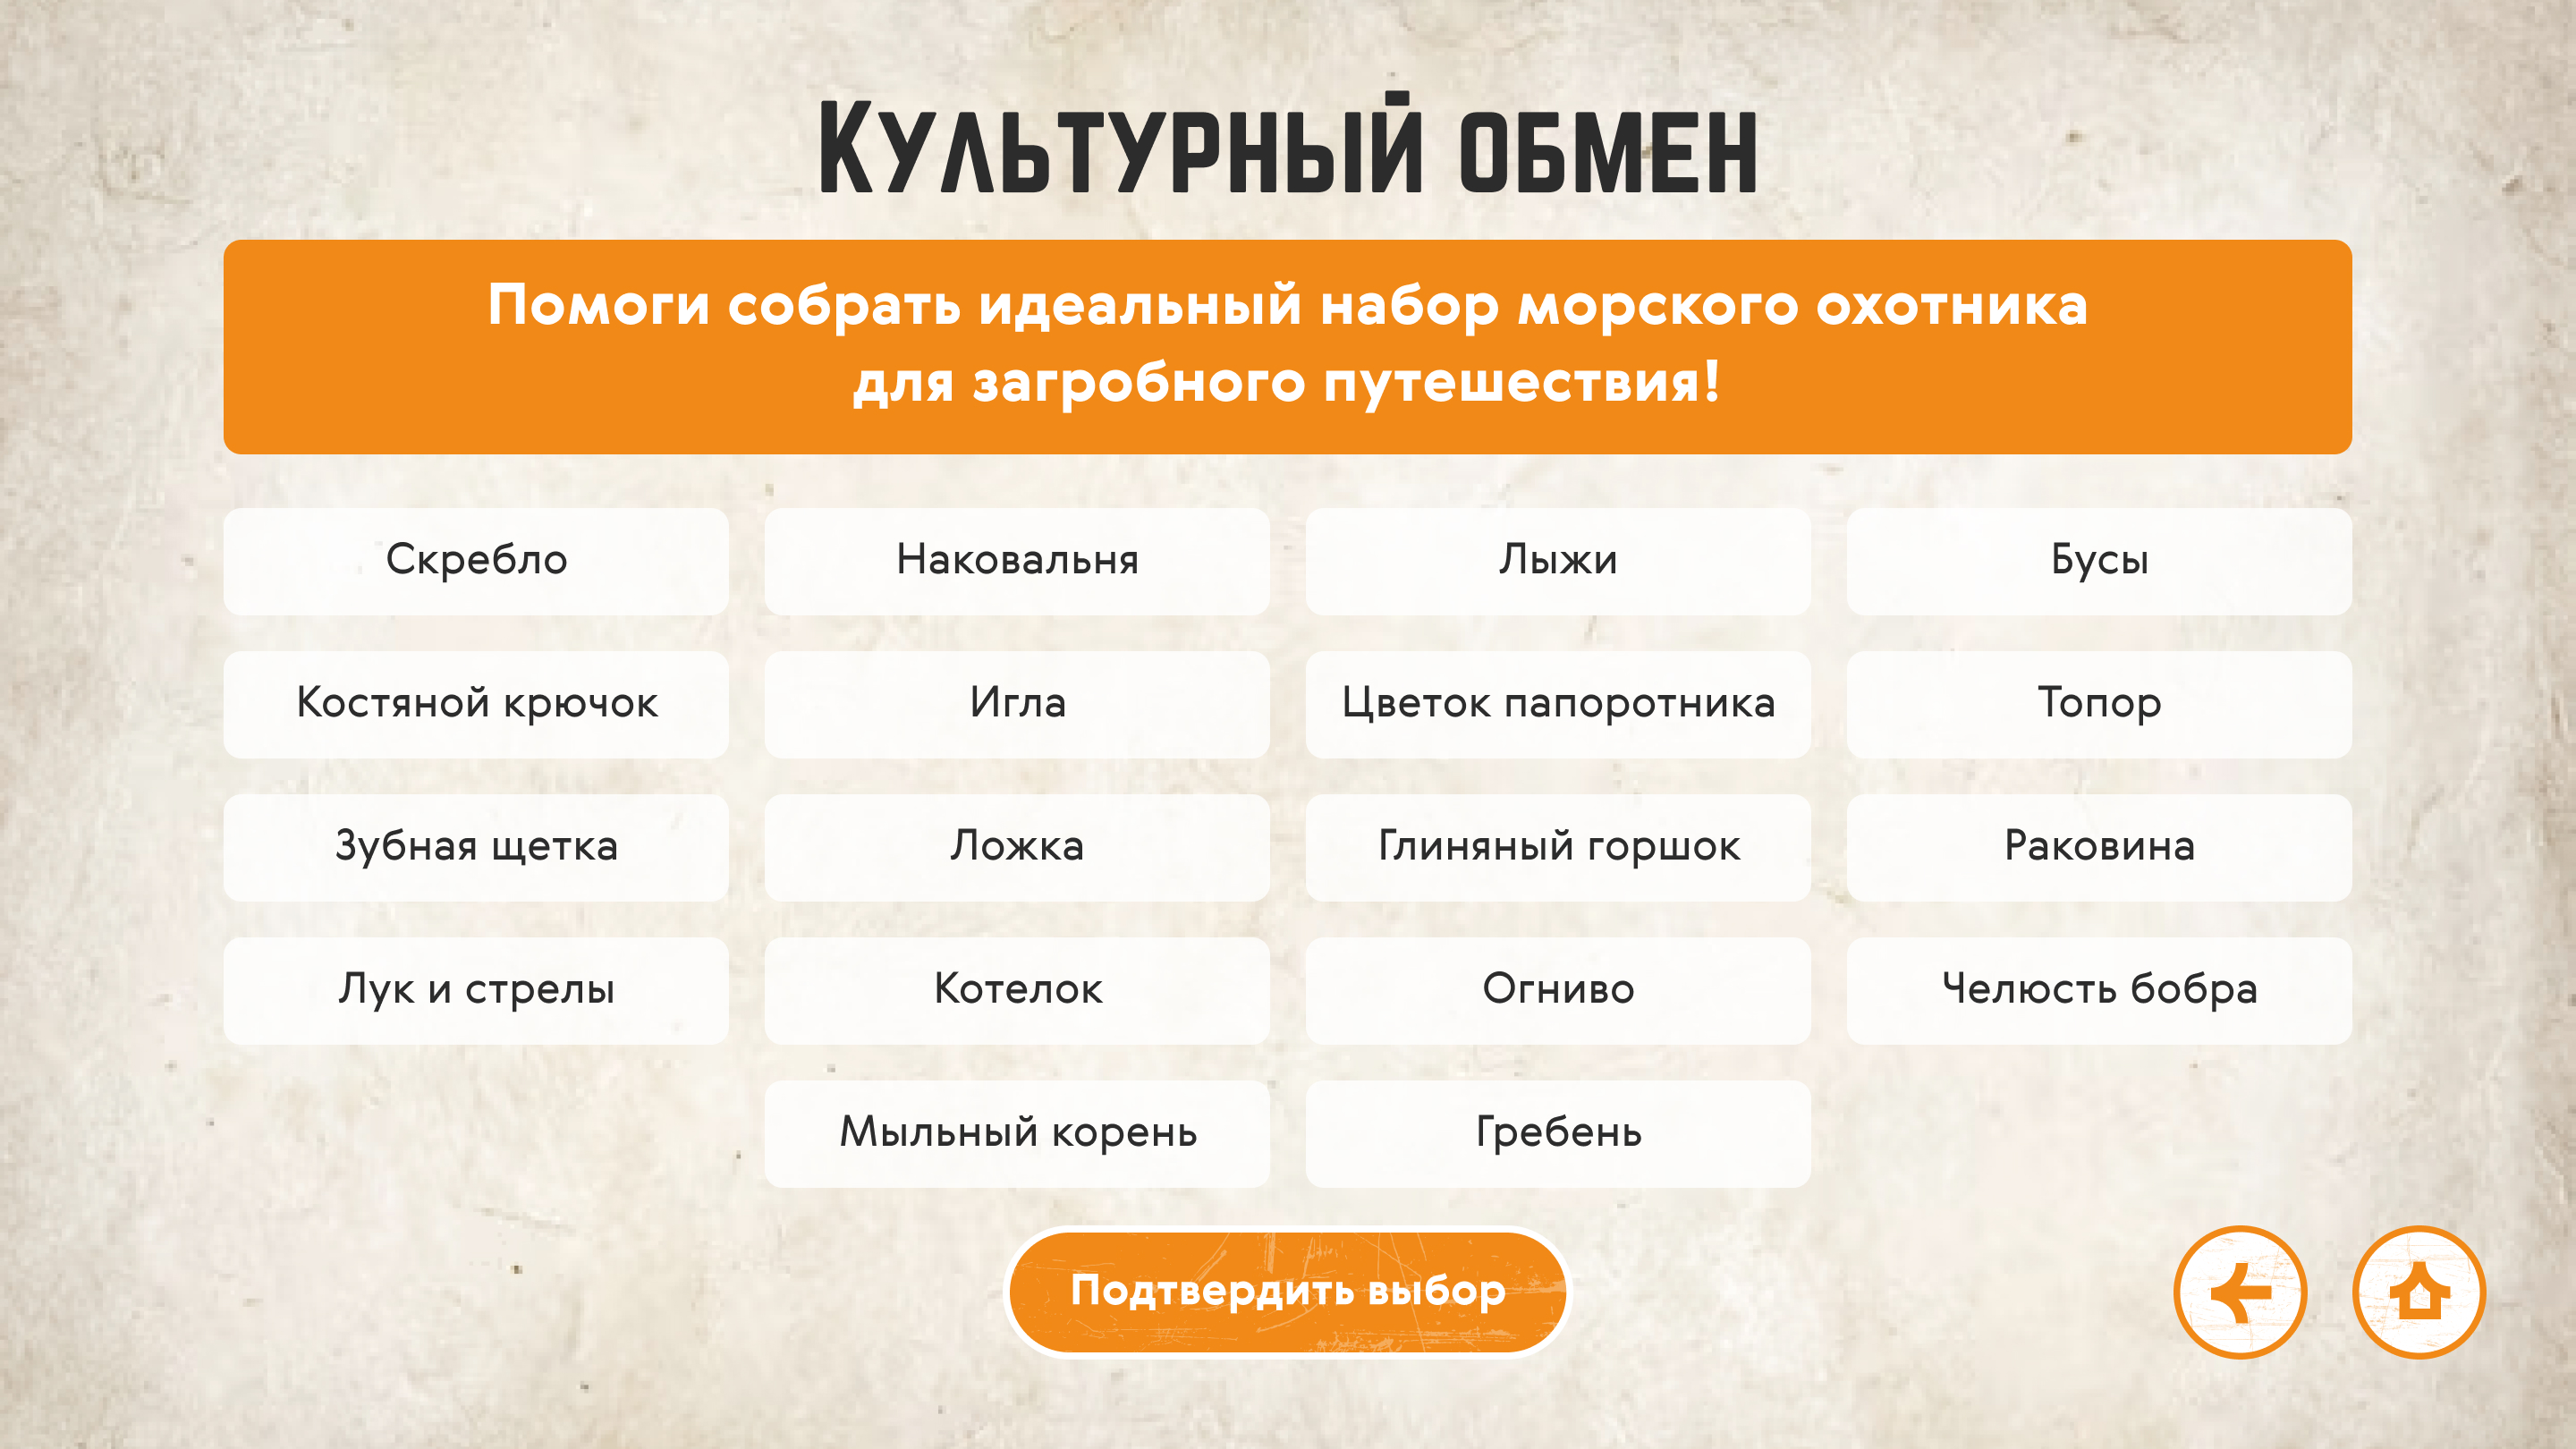 Культурный обмен
Помоги собрать идеальный набор морского охотника
для загробного путешествия!
Скребло
Наковальня
Лыжи
Бусы
Костяной крючок
Игла
Цветок папоротника
Топор
Зубная щетка
Ложка
Глиняный горшок
Раковина
Лук и стрелы
Котелок
Огниво
Челюсть бобра
Мыльный корень
Гребень
Подтвердить выбор